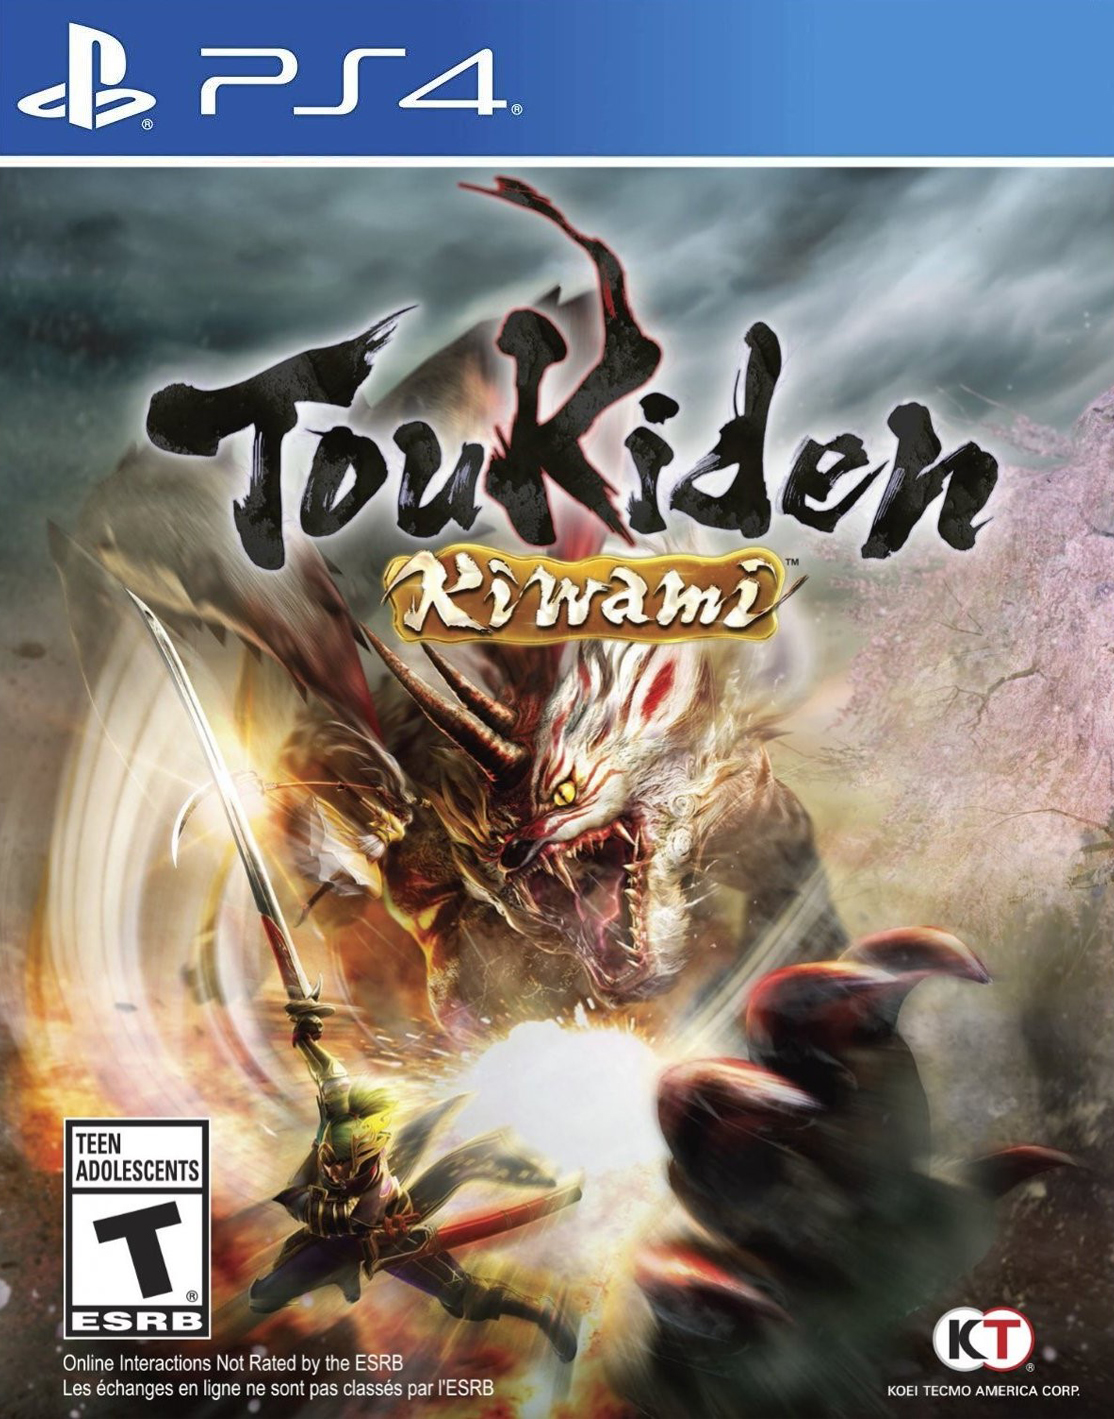 PS4®
TouKiden
Kiwami™
TEEN
ADOLESCENTS
T®
ESRB
Online Interactions Not Rated by the ESRB
Les échanges en ligne ne sont pas classés par l'ESRB
KT®
KOEI TECMO AMERICA CORP.